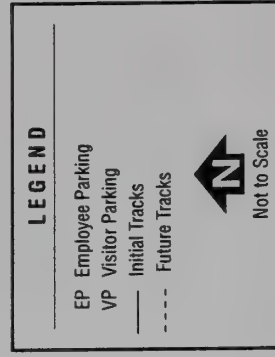 LEGEND
EP Employee Parking
VP Visitor Parking
Initial Tracks
Future Tracks
N
Not to Scale